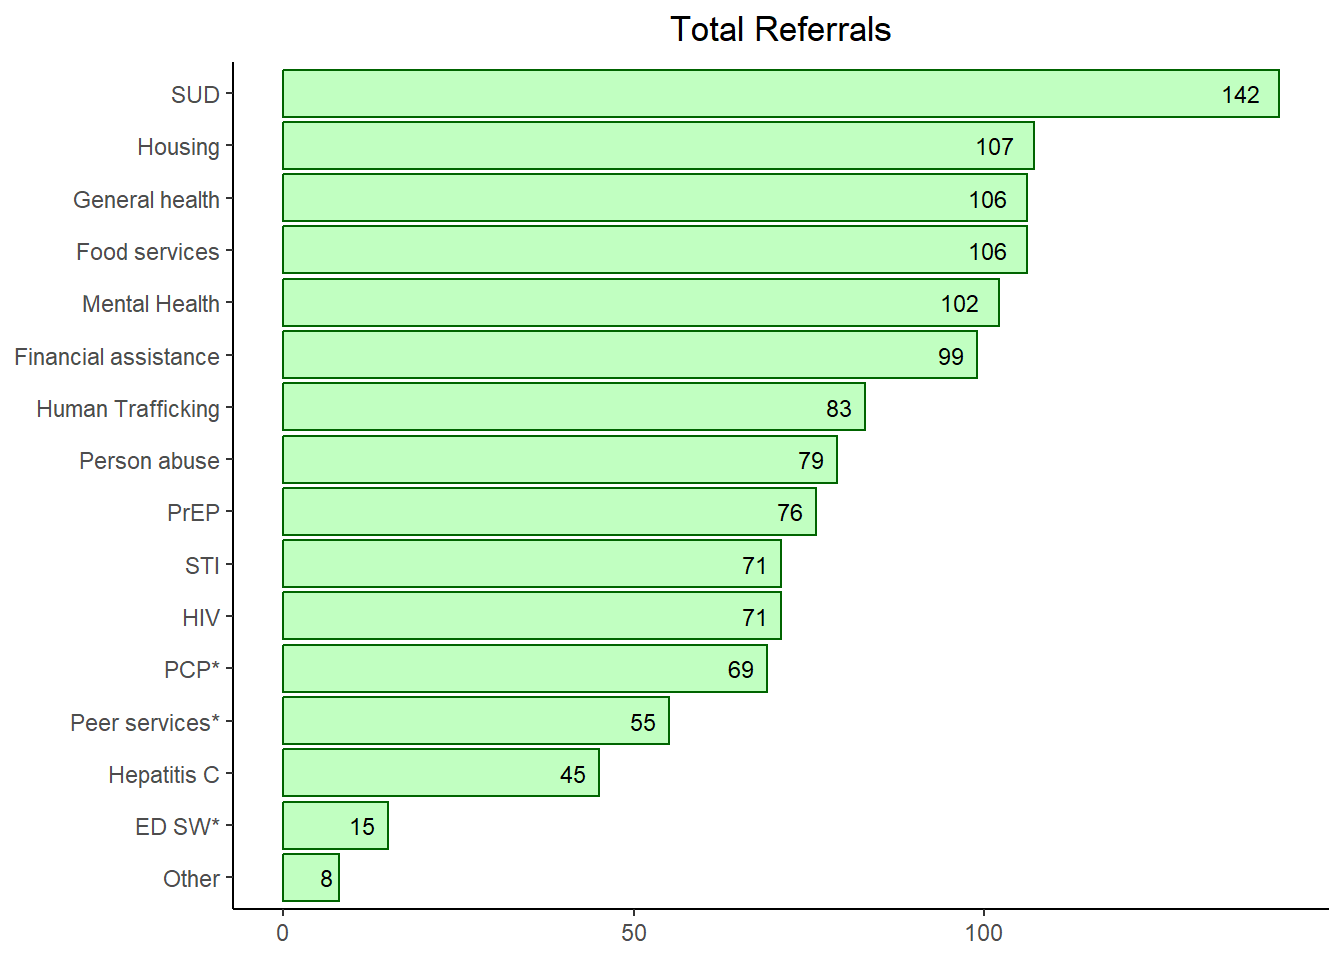 Total Referrals
SUD 142
Housing 107
General health 106
Food services 106
Mental Health 102
Financial assistance 99
Human Trafficking 83
Person abuse 79
PrEP 76
STI 71
HIV 71
PCP* 69
Peer services* 55
Hepatitis C 45
ED SW* 15
Other 8
0 50 100